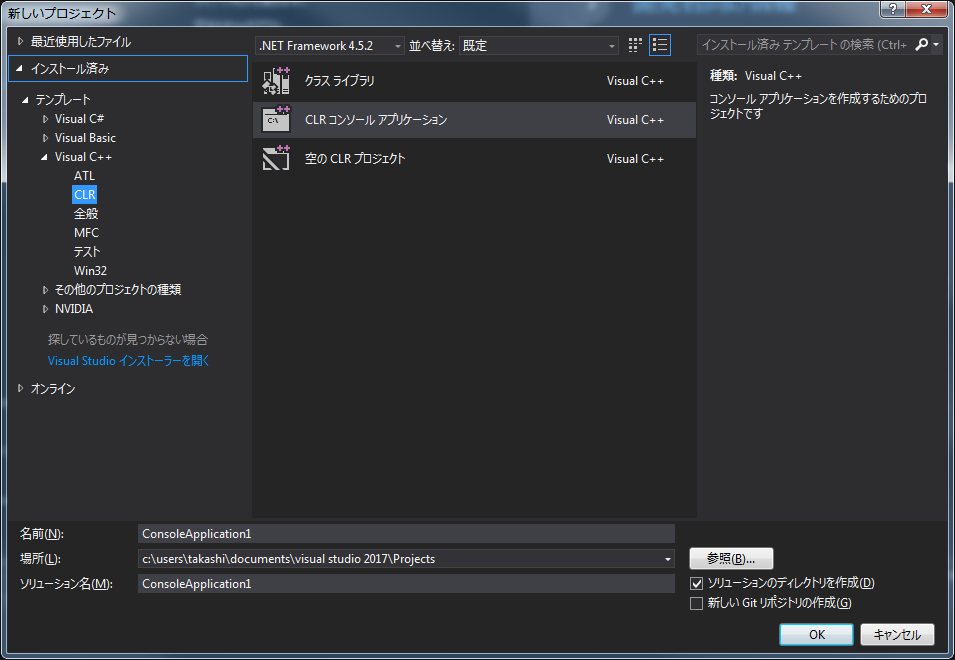 新しいプロジェクト
最近使用したファイル
インストール済み
テンプレート
Visual C#
Visual Basic
Visual C++
ATL
CLR
全般
MFC
テスト
Win32
その他のプロジェクトの種類
NVIDIA
探しているものが見つからない場合
Visual Studio インストーラーを開く
オンライン
.NET Framework 4.5.2 並べ替え: 既定
クラス ライブラリ Visual C++
CLR コンソール アプリケーション Visual C++
空の CLR プロジェクト Visual C++
インストール済み テンプレート の検索 (Ctrl+
種類: Visual C++
コンソール アプリケーションを作成するためのプロ
ジェクトです
名前(N): ConsoleApplication1
場所(L): c:\users\takashi\documents\visual studio 2017\Projects
ソリューション名(M): ConsoleApplication1
参照(B)...
ソリューションのディレクトリを作成(D)
新しい Git リポジトリの作成(G)
OK キャンセル